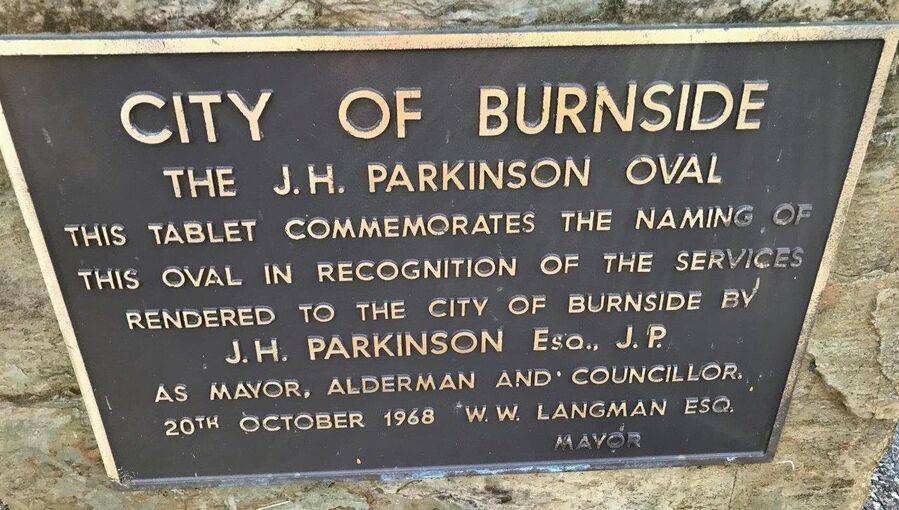 CITY OF BURNSIDE
THE J.H. PARKINSON OVAL
THIS TABLET COMMEMORATES THE NAMING OF
THIS OVAL IN RECOGNITION OF THE SERVICES
RENDERED TO THE CITY OF BURNSIDE BY
J.H. PARKINSON ESQ., J.P.
AS MAYOR, ALDERMAN AND COUNCILLOR.
20TH OCTOBER 1968 W.W. LANGMAN ESQ.
MAYOR